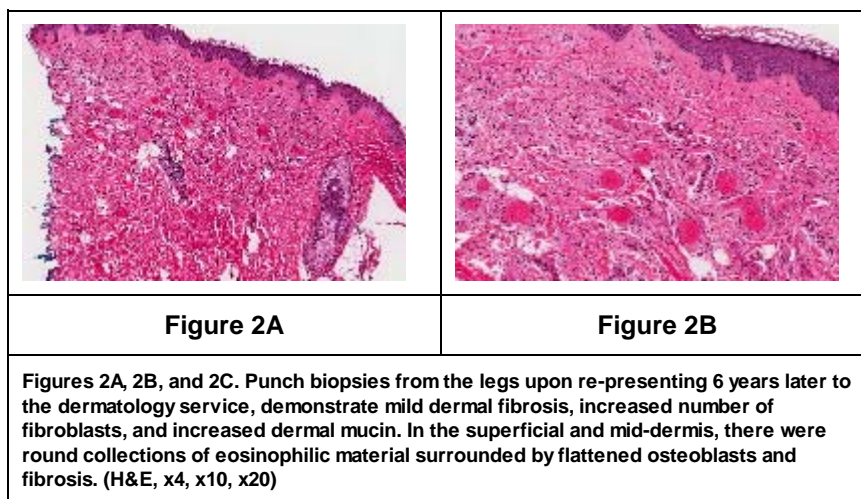 Figure 2A
Figure 2B
Figures 2A, 2B, and 2C. Punch biopsies from the legs upon re-presenting 6 years later to
the dermatology service, demonstrate mild dermal fibrosis, increased number of
fibroblasts, and increased dermal mucin. In the superficial and mid-dermis, there were
round collections of eosinophilic material surrounded by flattened osteoblasts and
fibrosis. (H&E, x4, x10, x20)